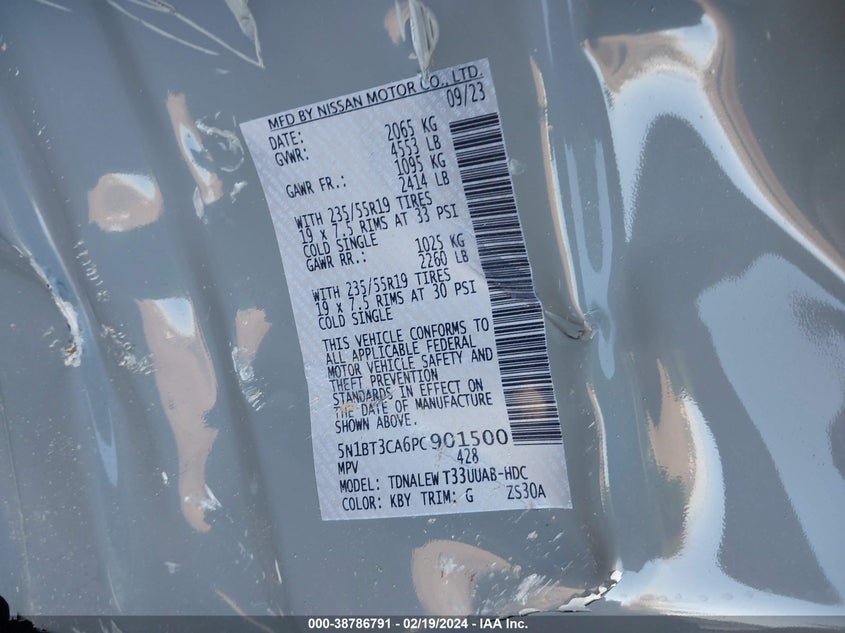 MFD BY NISSAN MOTOR CO., LTD.
DATE: 09/23
GVWR: 2065 KG
4553 LB
GAWR FR.: 1095 KG
2414 LB
WITH 235/55R19 TIRES
19 x 7.5 RIMS AT 33 PSI
COLD SINGLE
GAWR RR.: 1025 KG
2260 LB
WITH 235/55R19 TIRES
19 x 7.5 RIMS AT 30 PSI
COLD SINGLE
THIS VEHICLE CONFORMS TO
ALL APPLICABLE FEDERAL
MOTOR VEHICLE SAFETY AND
THEFT PREVENTION
STANDARDS IN EFFECT ON
THE DATE OF MANUFACTURE
SHOWN ABOVE.
5N1BT3CA6PC901500
MPV 428
MODEL: TDNALEW T33UUAB-HDC
COLOR: KBY TRIM: G ZS30A
000-38786791 - 02/19/2024 - IAA Inc.